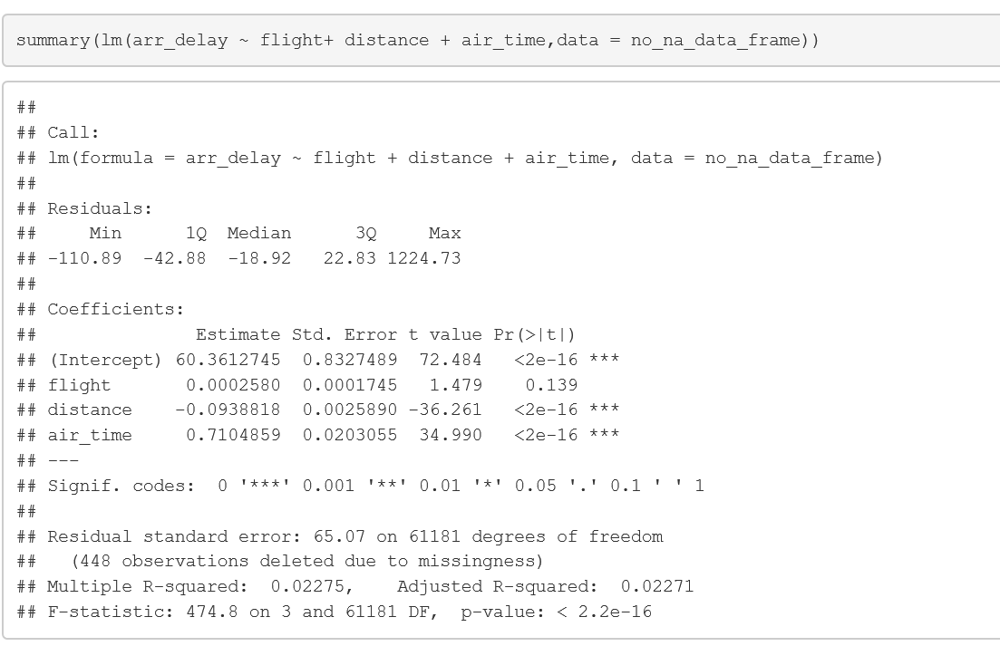 summary(lm(arr_delay ~ flight+ distance + air_time,data = no_na_data_frame))
##
## Call:
## lm(formula = arr_delay ~ flight + distance + air_time, data = no_na_data_frame)
##
## Residuals:
##     Min      1Q  Median      3Q     Max
## -110.89  -42.88  -18.92   22.83 1224.73
##
## Coefficients:
##               Estimate Std. Error t value Pr(>|t|)
## (Intercept) 60.3612745  0.8327489  72.484   <2e-16 ***
## flight       0.0002580  0.0001745   1.479    0.139
## distance    -0.0938818  0.0025890 -36.261   <2e-16 ***
## air_time     0.7104859  0.0203055  34.990   <2e-16 ***
## ---
## Signif. codes:  0 '***' 0.001 '**' 0.01 '*' 0.05 '.' 0.1 ' ' 1
##
## Residual standard error: 65.07 on 61181 degrees of freedom
##   (448 observations deleted due to missingness)
## Multiple R-squared:  0.02275,    Adjusted R-squared:  0.02271
## F-statistic: 474.8 on 3 and 61181 DF,  p-value: < 2.2e-16